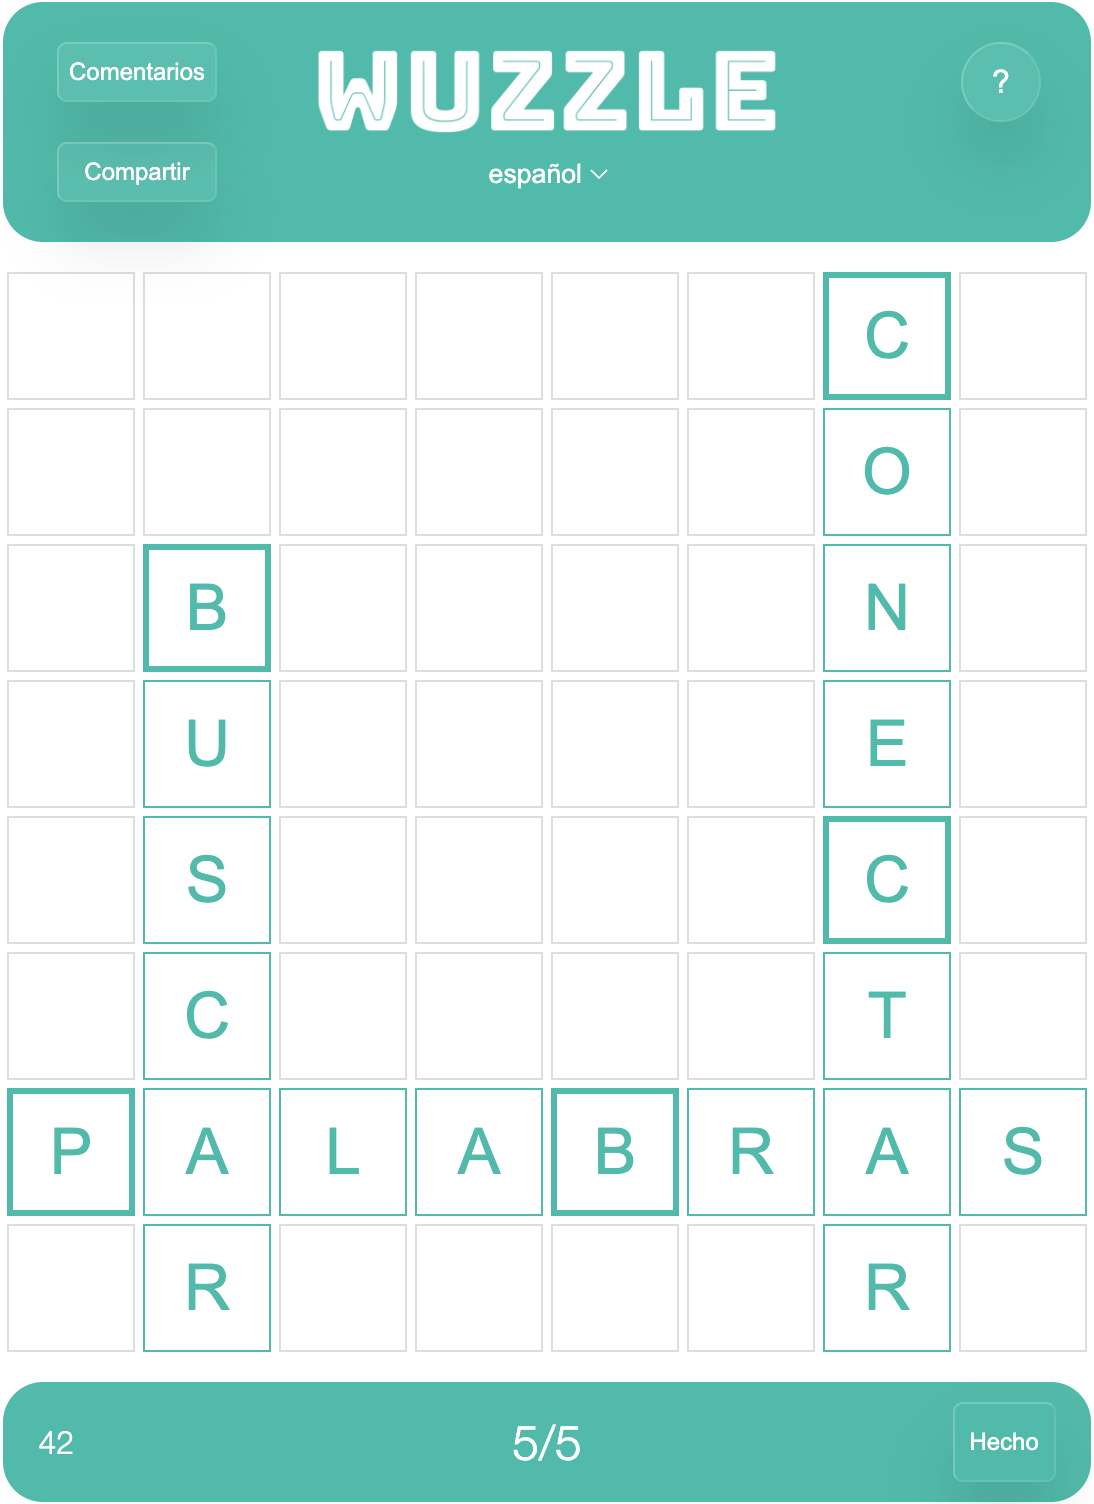 Comentarios
WUZZLE
?
Compartir
español
C
O
B N
U E
S C
C T
P A L A B R A S
R R
42 5/5 Hecho